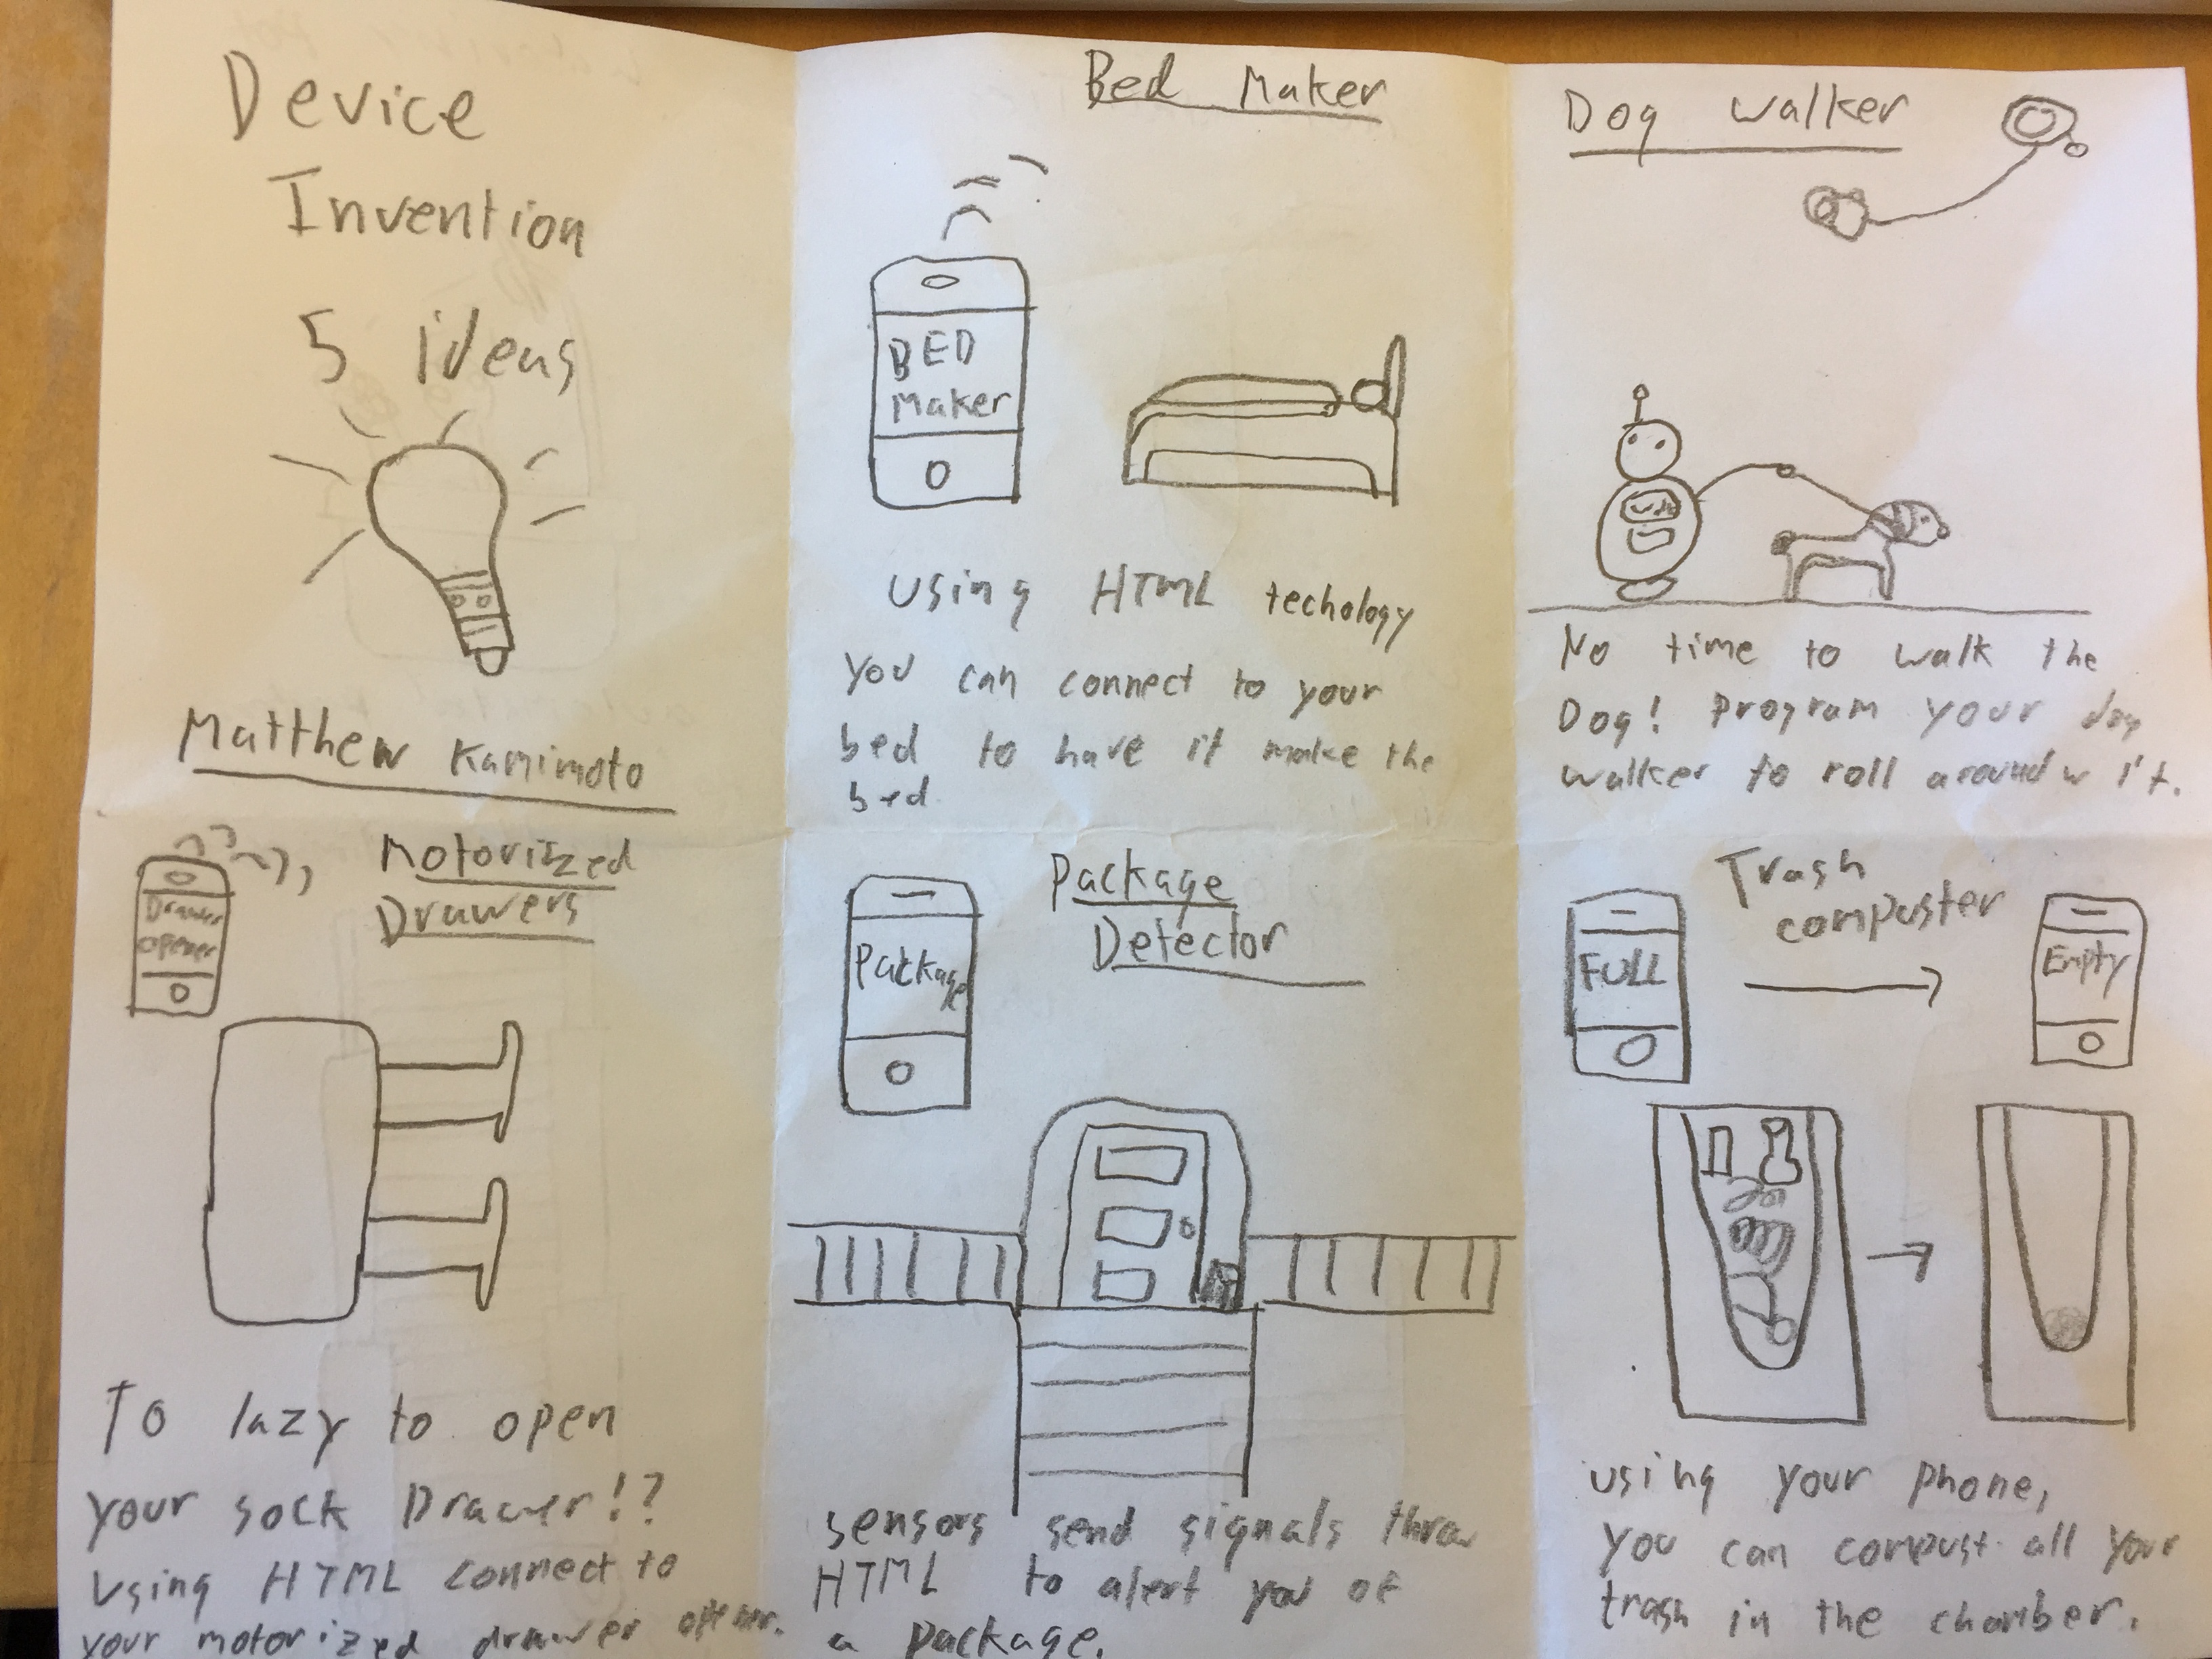 Device
Invention
5 ideas
Matthew Kamimoto
Bed Maker
BED
Maker
Using HTML techology
you can connect to your
bed to have it make the
bed.
Dog walker
No time to walk the
Dog! Program your dog
walker to roll around w it.
Motorized
Drawers
Drawer
opener
To lazy to open
your sock Drawer!?
Using HTML connect to
your motorized drawer opener.
Package
Detector
Package
sensors send signals threw
HTML to alert you of
a package.
Trash
compuster
FULL
Empty
using your phone,
you can compust all your
trash in the chamber.